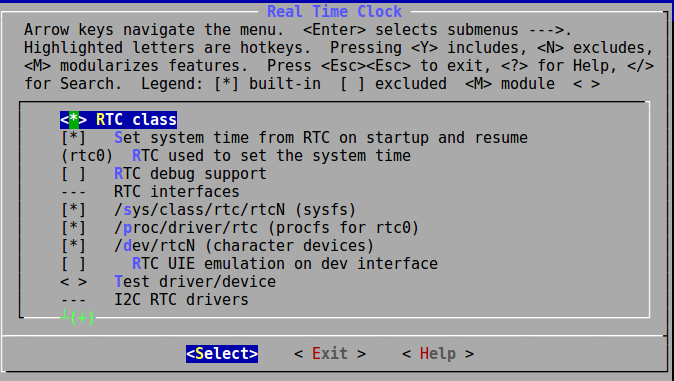 Real Time Clock
Arrow keys navigate the menu.  <Enter> selects submenus --->.
Highlighted letters are hotkeys.  Pressing <Y> includes, <N> excludes,
<M> modularizes features.  Press <Esc><Esc> to exit, <?> for Help, </>
for Search.  Legend: [*] built-in  [ ] excluded  <M> module  < >
<*> RTC class
[*]   Set system time from RTC on startup and resume
(rtc0)  RTC used to set the system time
[ ]   RTC debug support
---   RTC interfaces
[*]   /sys/class/rtc/rtcN (sysfs)
[*]   /proc/driver/rtc (procfs for rtc0)
[*]   /dev/rtcN (character devices)
[ ]     RTC UIE emulation on dev interface
< >   Test driver/device
---   I2C RTC drivers
(+)
<Select>    < Exit >    < Help >